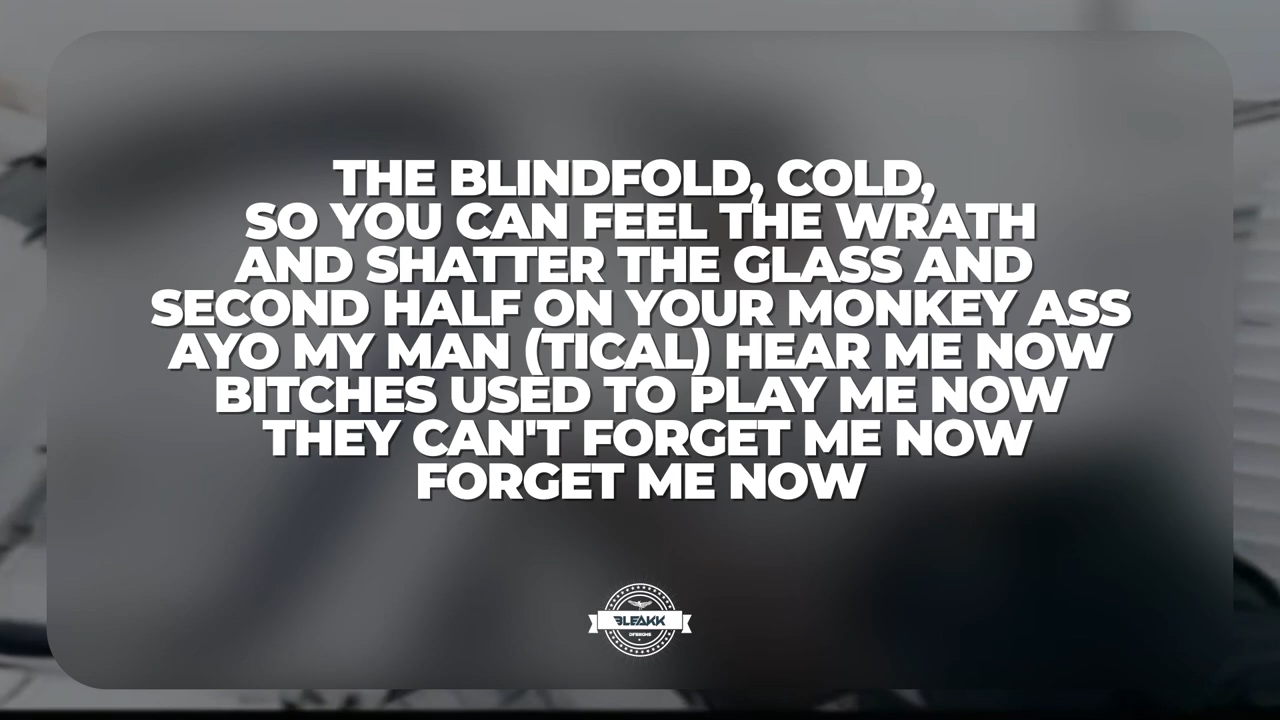 THE BLINDFOLD, COLD,
SO YOU CAN FEEL THE WRATH
AND SHATTER THE GLASS AND
SECOND HALF ON YOUR MONKEY ASS
AYO MY MAN (TICAL) HEAR ME NOW
BITCHES USED TO PLAY ME NOW
THEY CAN'T FORGET ME NOW
FORGET ME NOW
BLEAKK
DESIGNS